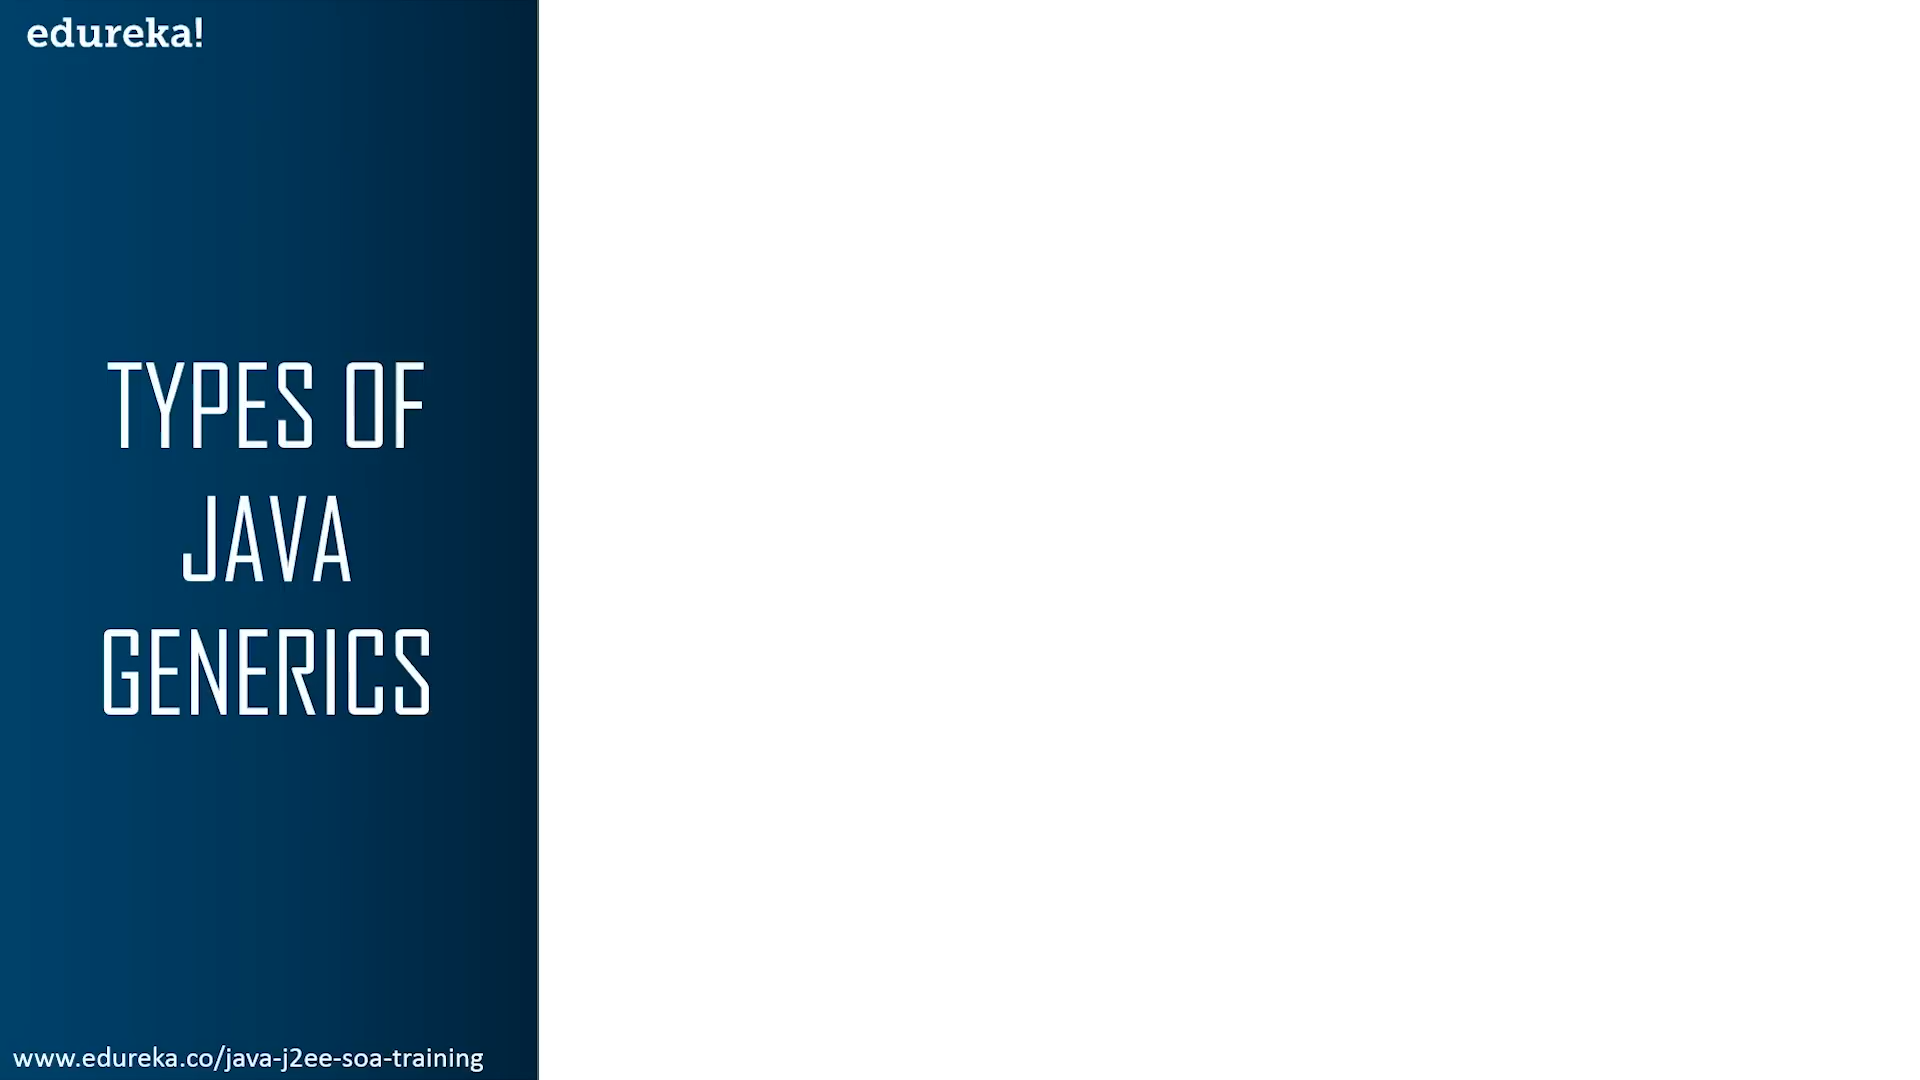 edureka!
TYPES OF
JAVA
GENERICS
www.edureka.co/java-j2ee-soa-training